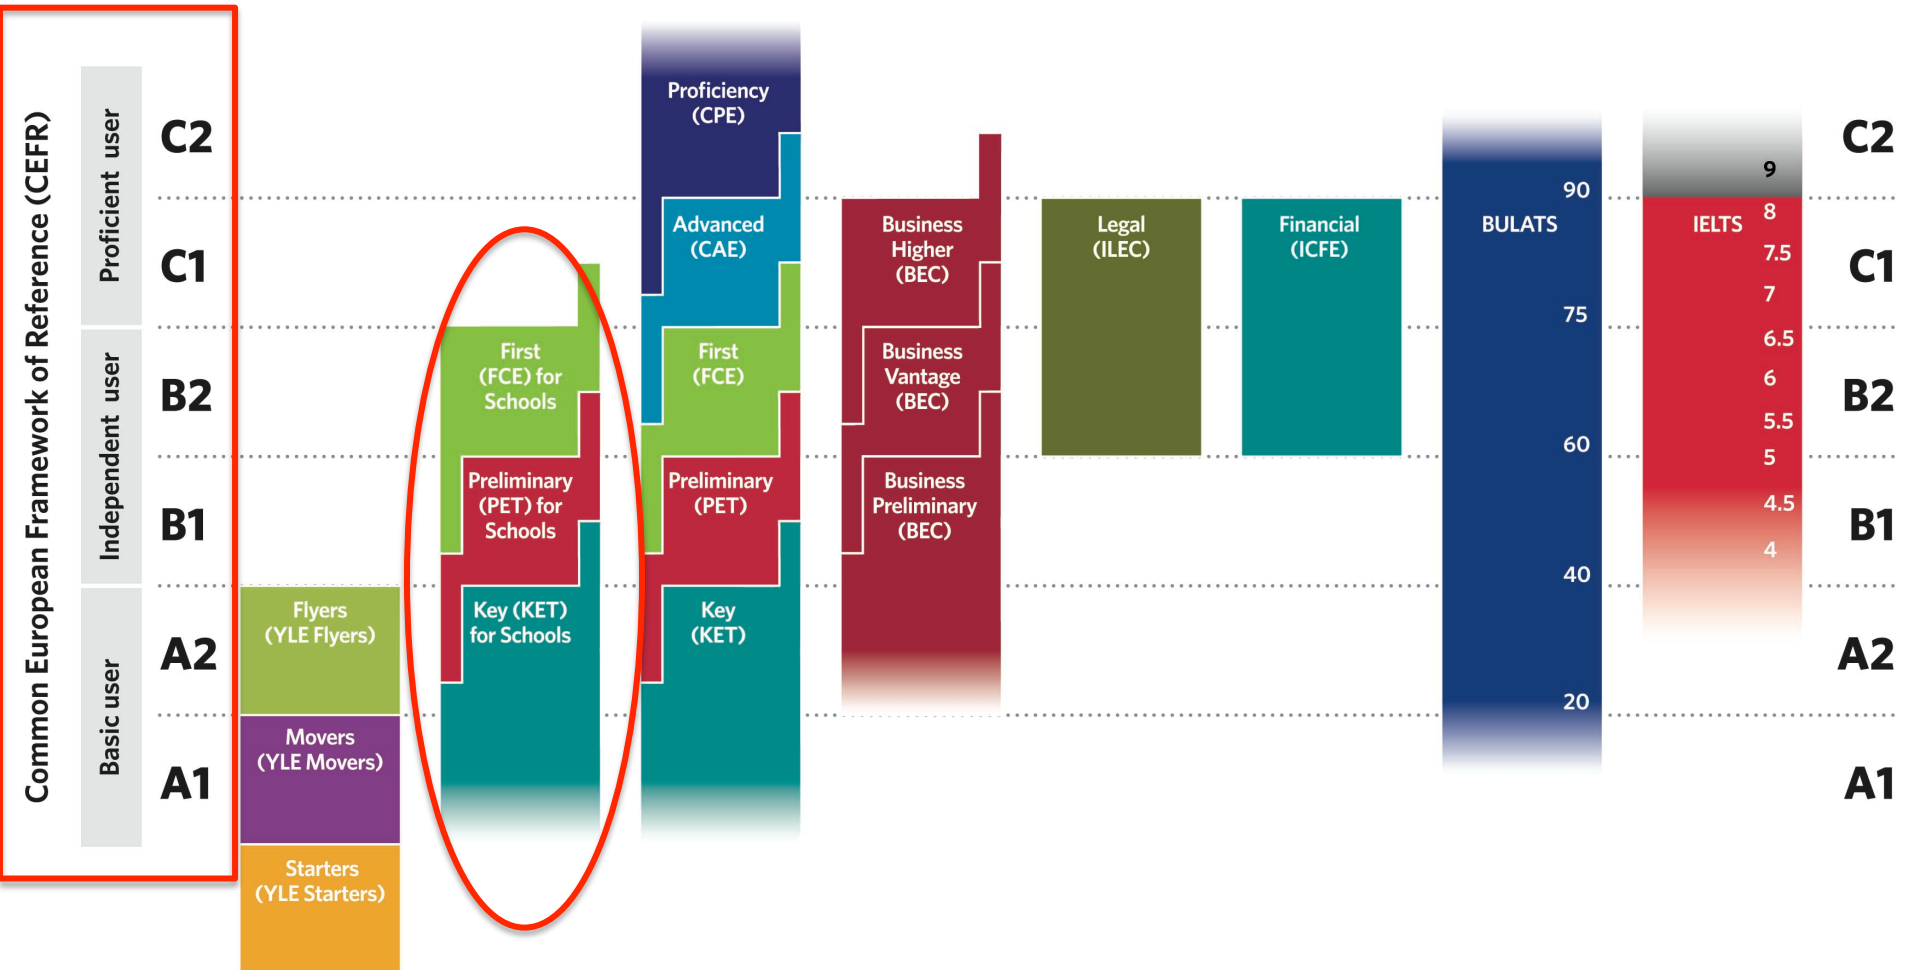 Common European Framework of Reference (CEFR)
Proficient user
Independent user
Basic user
C2
C1
B2
B1
A2
A1
Flyers
(YLE Flyers)
Movers
(YLE Movers)
Starters
(YLE Starters)
First
(FCE) for
Schools
Preliminary
(PET) for
Schools
Key (KET)
for Schools
Proficiency
(CPE)
Advanced
(CAE)
First
(FCE)
Preliminary
(PET)
Key
(KET)
Business
Higher
(BEC)
Business
Vantage
(BEC)
Business
Preliminary
(BEC)
Legal
(ILEC)
Financial
(ICFE)
BULATS
90
75
60
40
20
IELTS
9
8
7.5
7
6.5
6
5.5
5
4.5
4
C2
C1
B2
B1
A2
A1